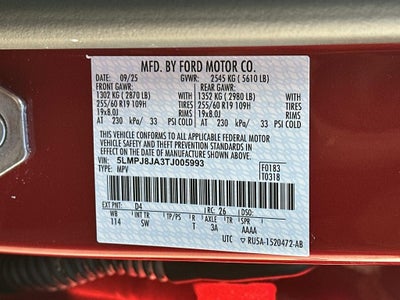 MFD. BY FORD MOTOR CO.
DATE: 09/25 GVWR: 2545 KG ( 5610 LB)
FRONT GAWR: REAR GAWR:
1302 KG ( 2870 LB) 1352 KG ( 2980 LB)
255/60 R19 109H TIRES 255/60 R19 109H TIRES
19x8.0J RIMS 19x8.0J RIMS
AT 230 kPa/ 33 PSI COLD AT 230 kPa/ 33 PSI COLD
THIS VEHICLE CONFORMS TO ALL APPLICABLE FEDERAL MOTOR
VEHICLE SAFETY AND THEFT PREVENTION STANDARDS IN EFFECT
ON THE DATE OF MANUFACTURE SHOWN ABOVE.
VIN: 5LMPJ8JA3TJ005993
TYPE: MPV
F0183
T0318
EXT PNT: D4 RC: 26 DSO:
WB INT TR TP/PS R AXLE TR SPR
114 SW T 3A AAAA
UTC ▽ RU5A-1520472-AB